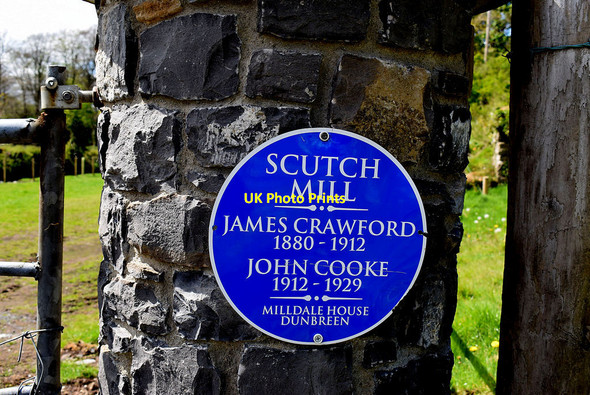 SCUTCH
MILL
UK Photo Prints
JAMES CRAWFORD
1880 - 1912
JOHN COOKE
1912 - 1929
MILLDALE HOUSE
DUNBREEN